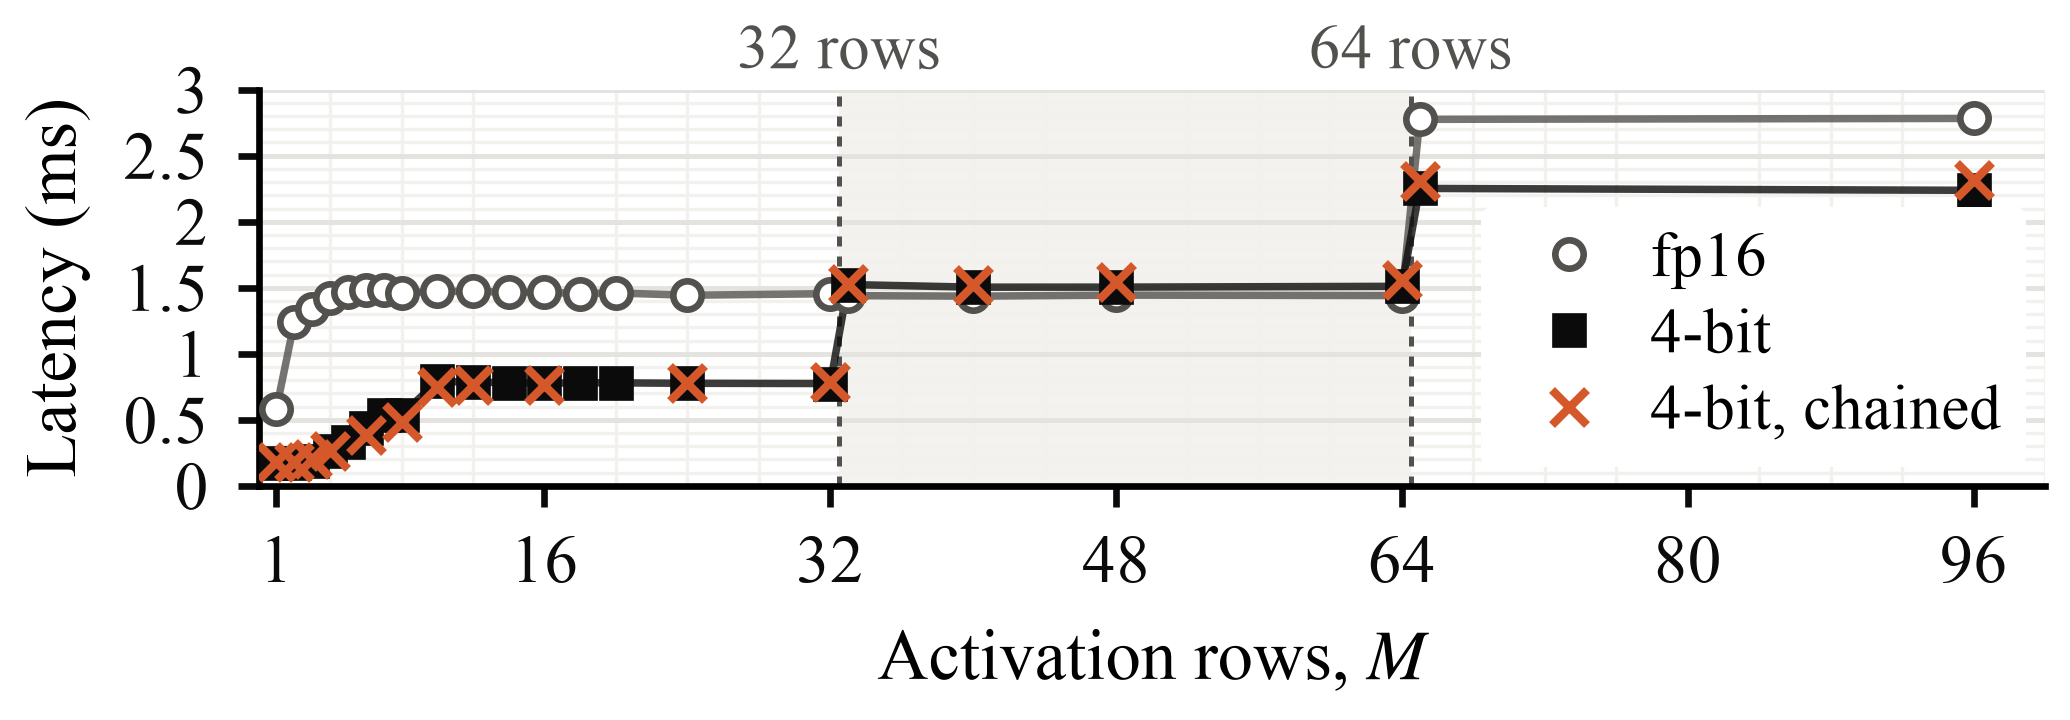 32 rows 64 rows
3
2.5
2
1.5
1
0.5
0
Latency (ms)
fp16
4-bit
4-bit, chained
1 16 32 48 64 80 96
Activation rows, M